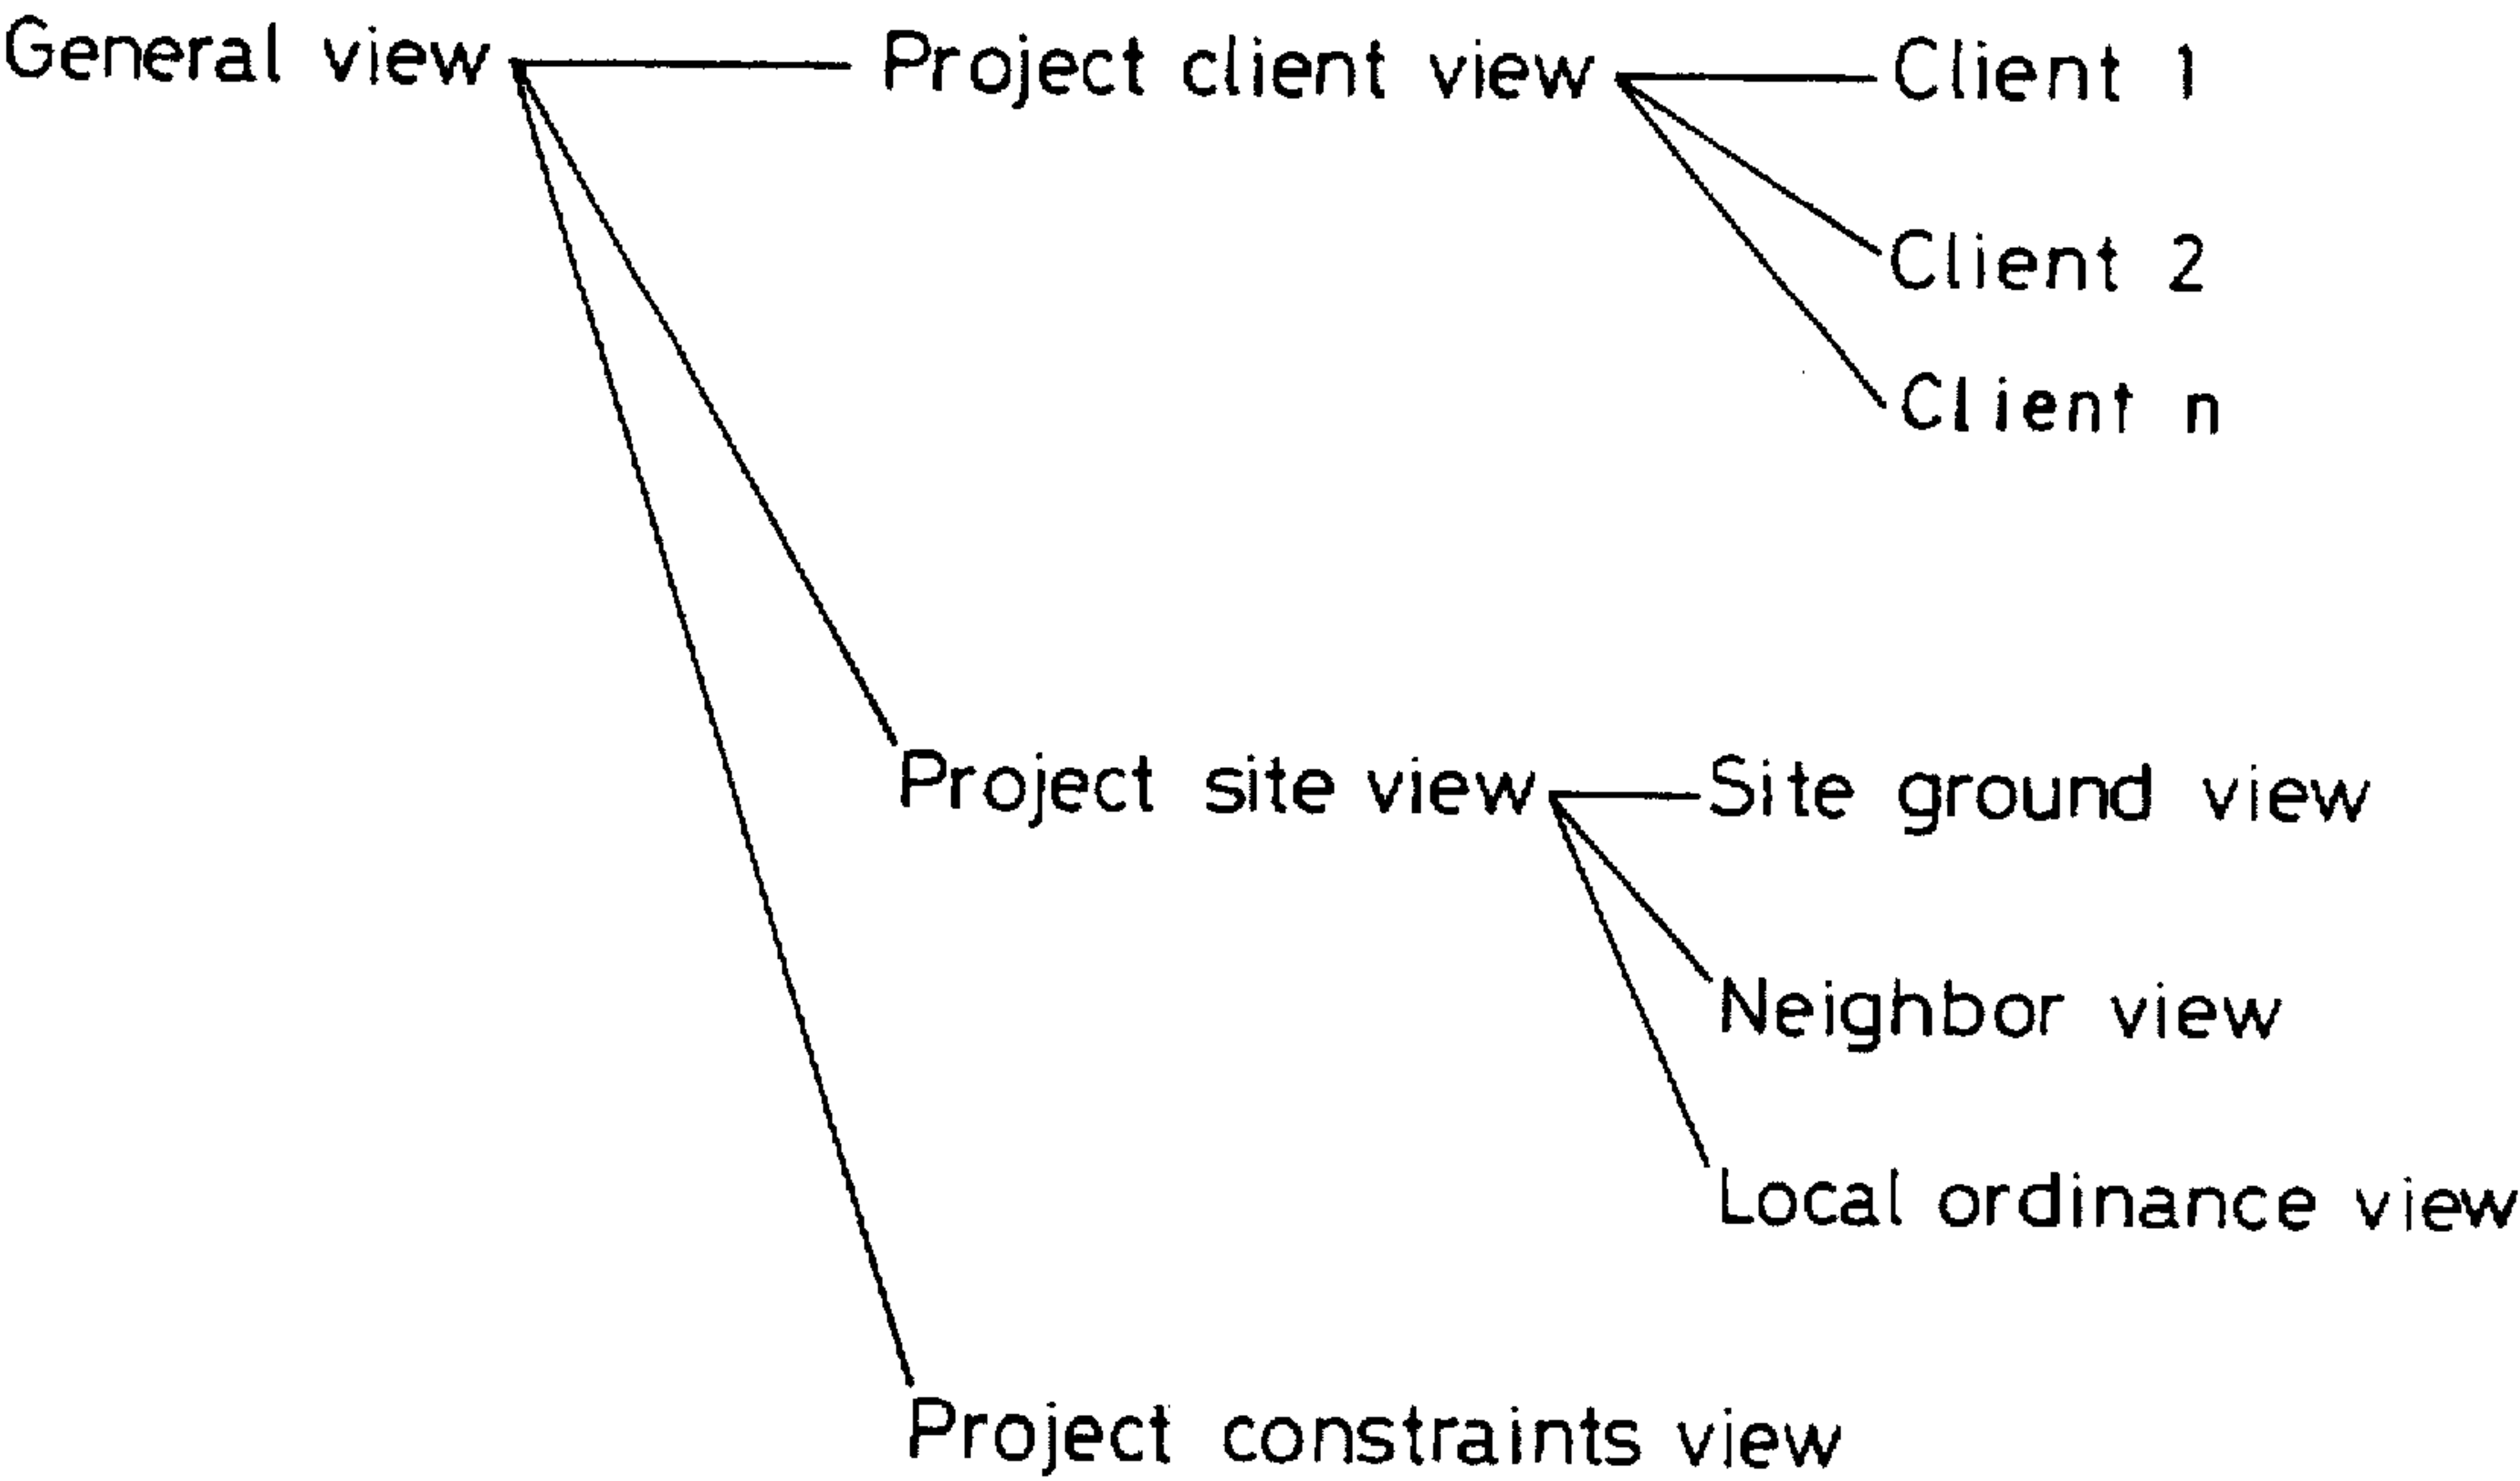 General view
Project client view
Client 1
Client 2
Client n
Project site view
Site ground view
Neighbor view
Local ordinance view
Project constraints view